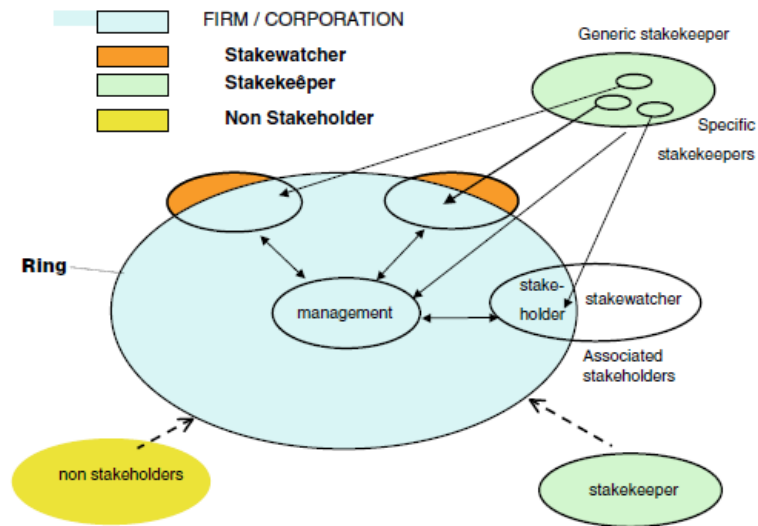 FIRM / CORPORATION
Stakewatcher
Stakekeêper
Non Stakeholder
Generic stakekeeper
Specific
stakekeepers
Ring
management
stake-
holder
stakewatcher
Associated
stakeholders
non stakeholders
stakekeeper